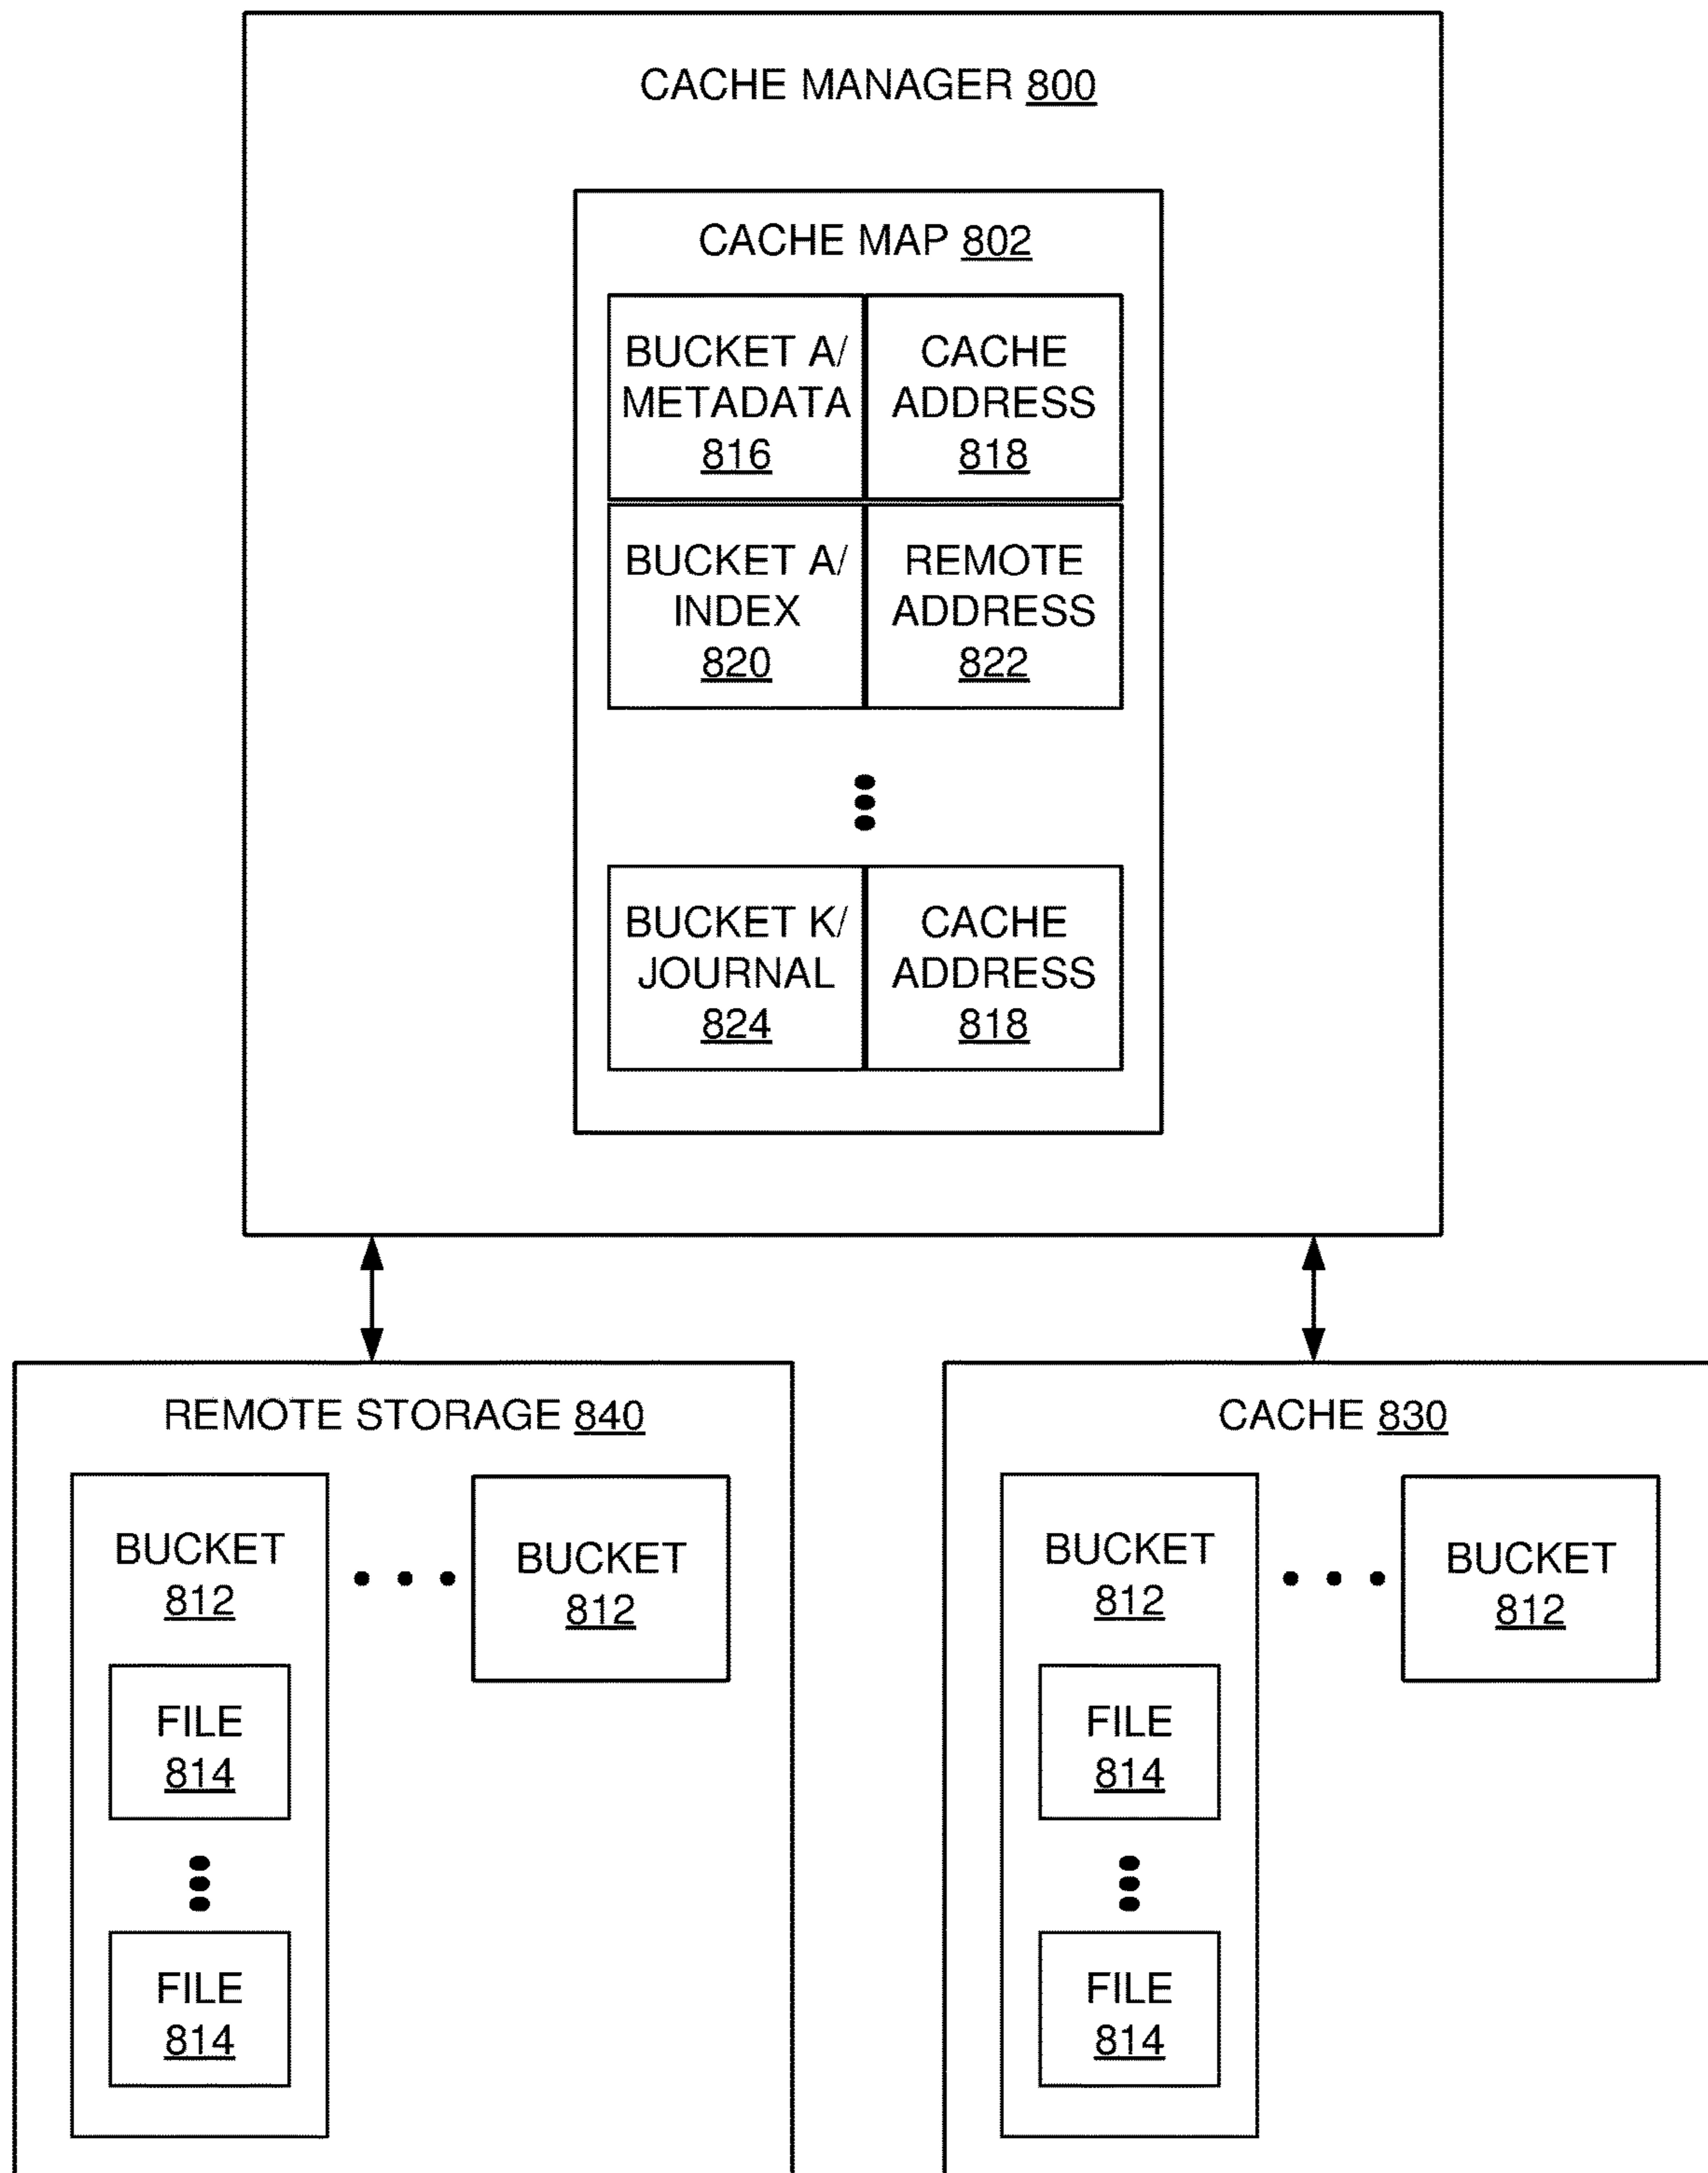 CACHE MANAGER 800
CACHE MAP 802
BUCKET A/
METADATA
816
CACHE
ADDRESS
818
BUCKET A/
INDEX
820
REMOTE
ADDRESS
822
BUCKET K/
JOURNAL
824
CACHE
ADDRESS
818
REMOTE STORAGE 840
BUCKET
812
BUCKET
812
FILE
814
FILE
814
CACHE 830
BUCKET
812
BUCKET
812
FILE
814
FILE
814